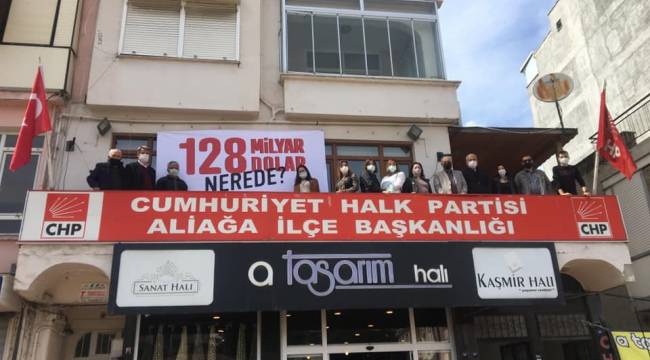 128 MİLYAR DOLAR
NEREDE?
CUMHURİYET HALK PARTİSİ
ALİAĞA İLÇE BAŞKANLIĞI
CHP
CHP
SANAT HALI
a tasarım halı
KAŞMİR HALI